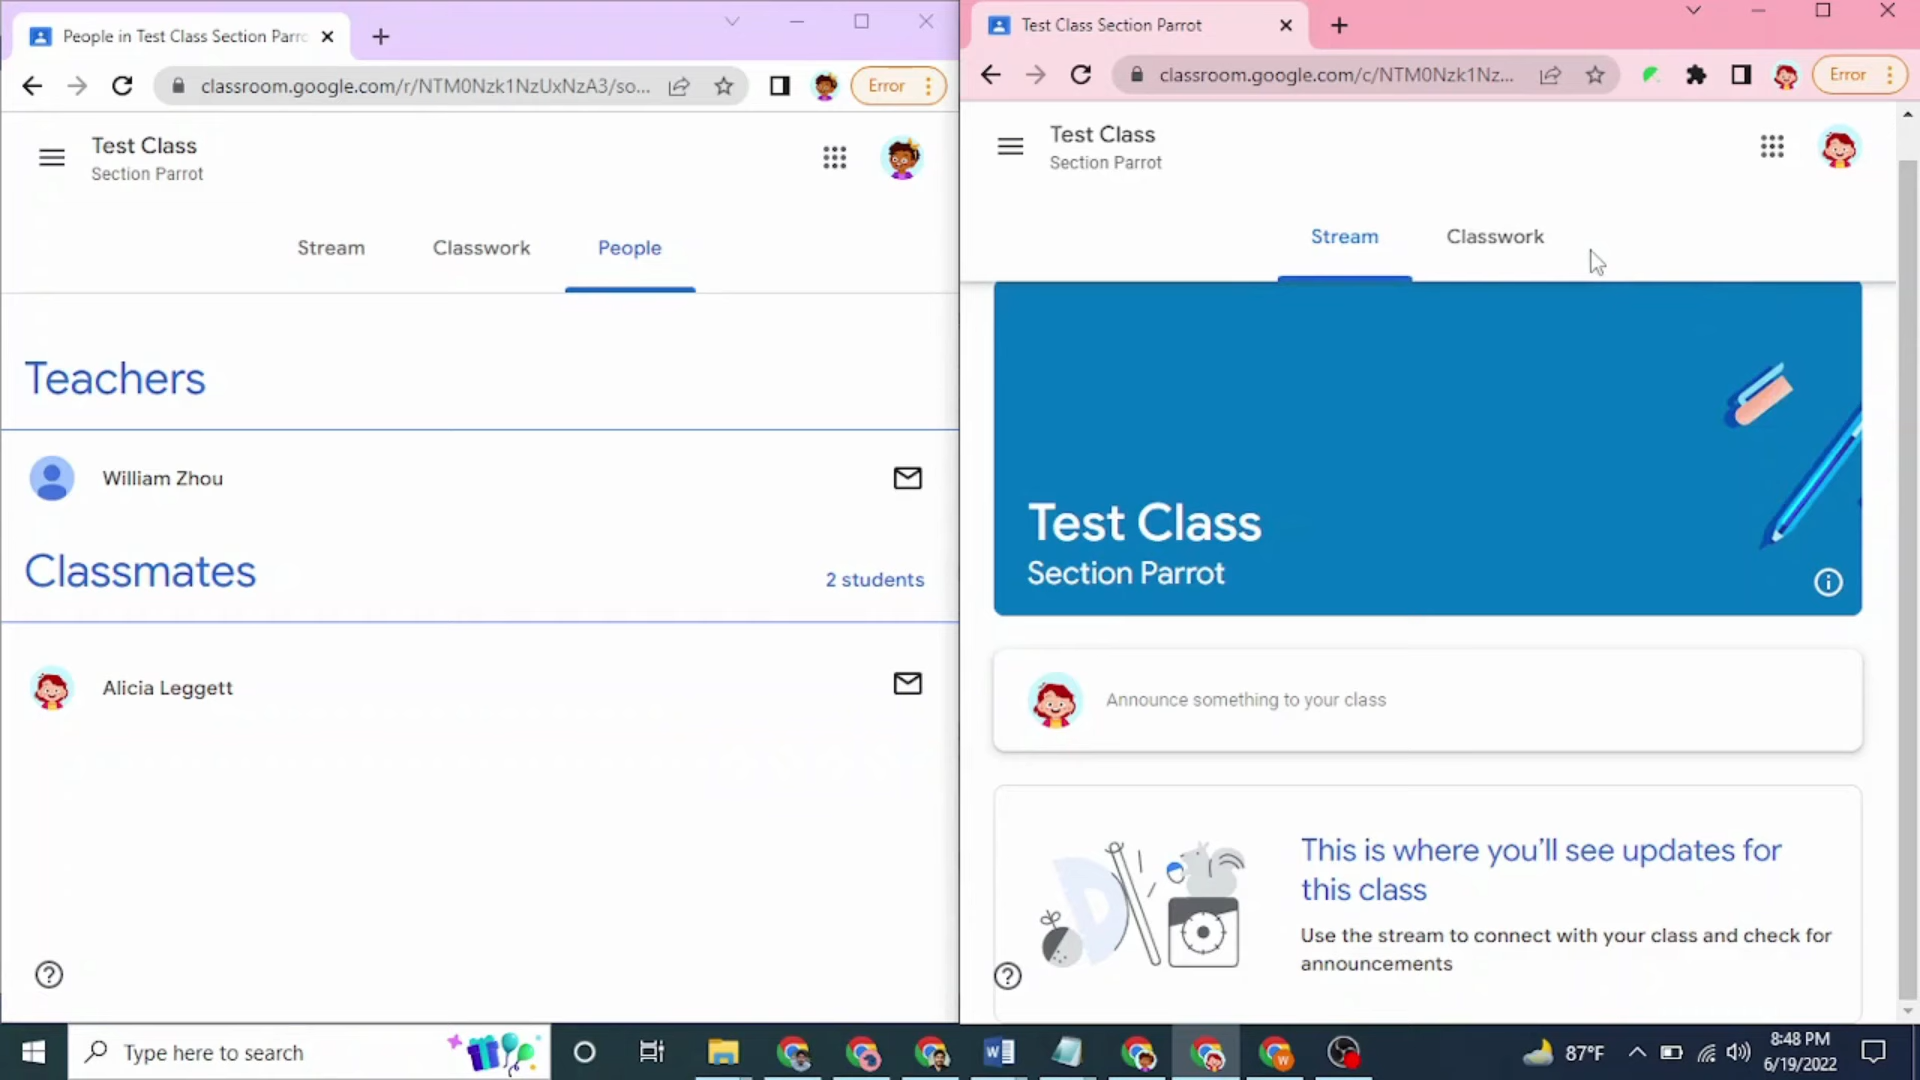 People in Test Class Section Parro
classroom.google.com/r/NTM0Nzk1NzUxNzA3/so...
Error
Test Class
Section Parrot
Stream
Classwork
People
Teachers
William Zhou
Classmates
2 students
Alicia Leggett
Test Class Section Parrot
classroom.google.com/c/NTM0Nzk1Nz...
Error
Test Class
Section Parrot
Stream
Classwork
Test Class
Section Parrot
Announce something to your class
This is where you'll see updates for
this class
Use the stream to connect with your class and check for
announcements
Type here to search
87°F
8:48 PM
6/19/2022